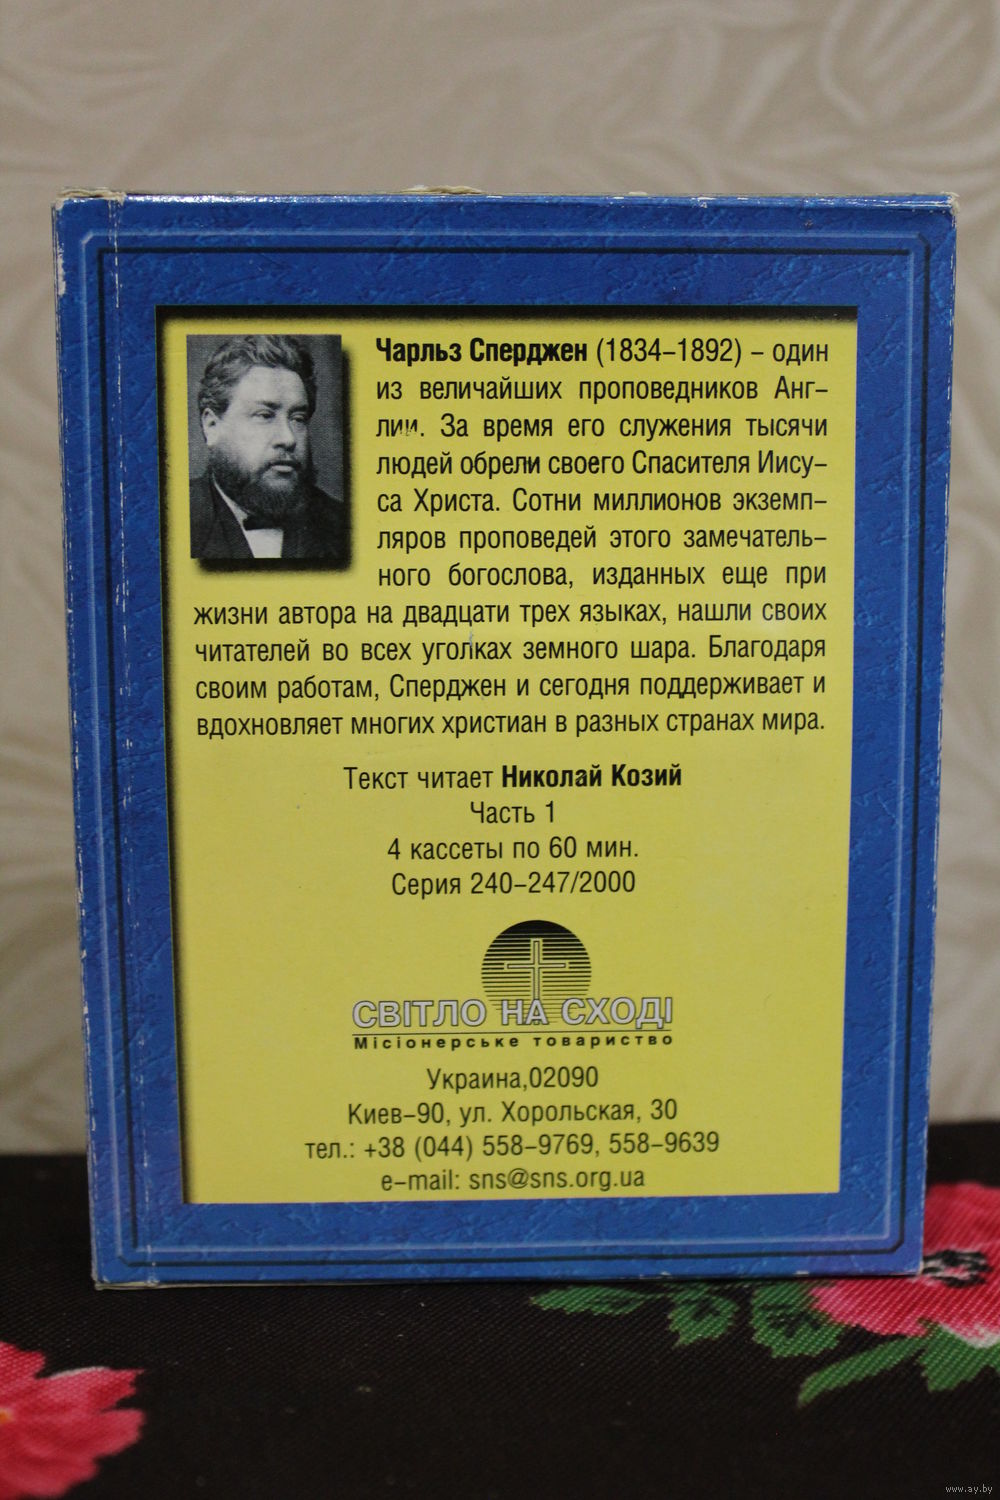 Чарльз Сперджен (1834–1892) – один
из величайших проповедников Анг–
лии. За время его служения тысячи
людей обрели своего Спасителя Иису–
са Христа. Сотни миллионов экземп–
ляров проповедей этого замечатель–
ного богослова, изданных еще при
жизни автора на двадцати трех языках, нашли своих
читателей во всех уголках земного шара. Благодаря
своим работам, Сперджен и сегодня поддерживает и
вдохновляет многих христиан в разных странах мира.
Текст читает Николай Козий
Часть 1
4 кассеты по 60 мин.
Серия 240–247/2000
СВІТЛО НА СХОДІ
Місіонерське товариство
Украина,02090
Киев–90, ул. Хорольская, 30
тел.: +38 (044) 558–9769, 558–9639
e–mail: sns@sns.org.ua
www.ay.by